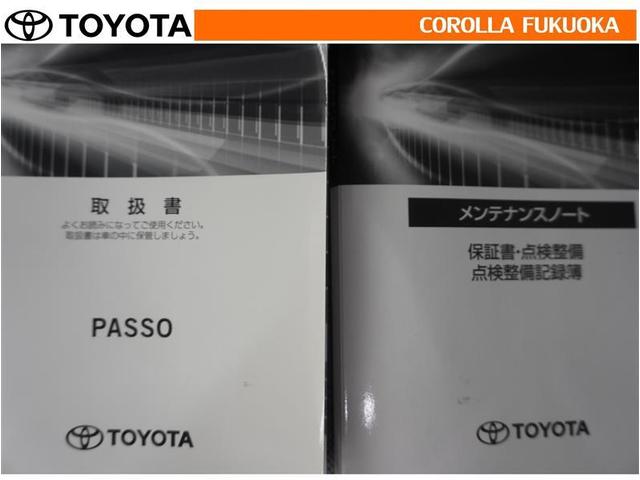 TOYOTA
COROLLA FUKUOKA
取扱書
よくお読みになってご使用ください。
取扱書は車の中に保管しましょう。
PASSO
TOYOTA
メンテナンスノート
保証書・点検整備
点検整備記録簿
TOYOTA